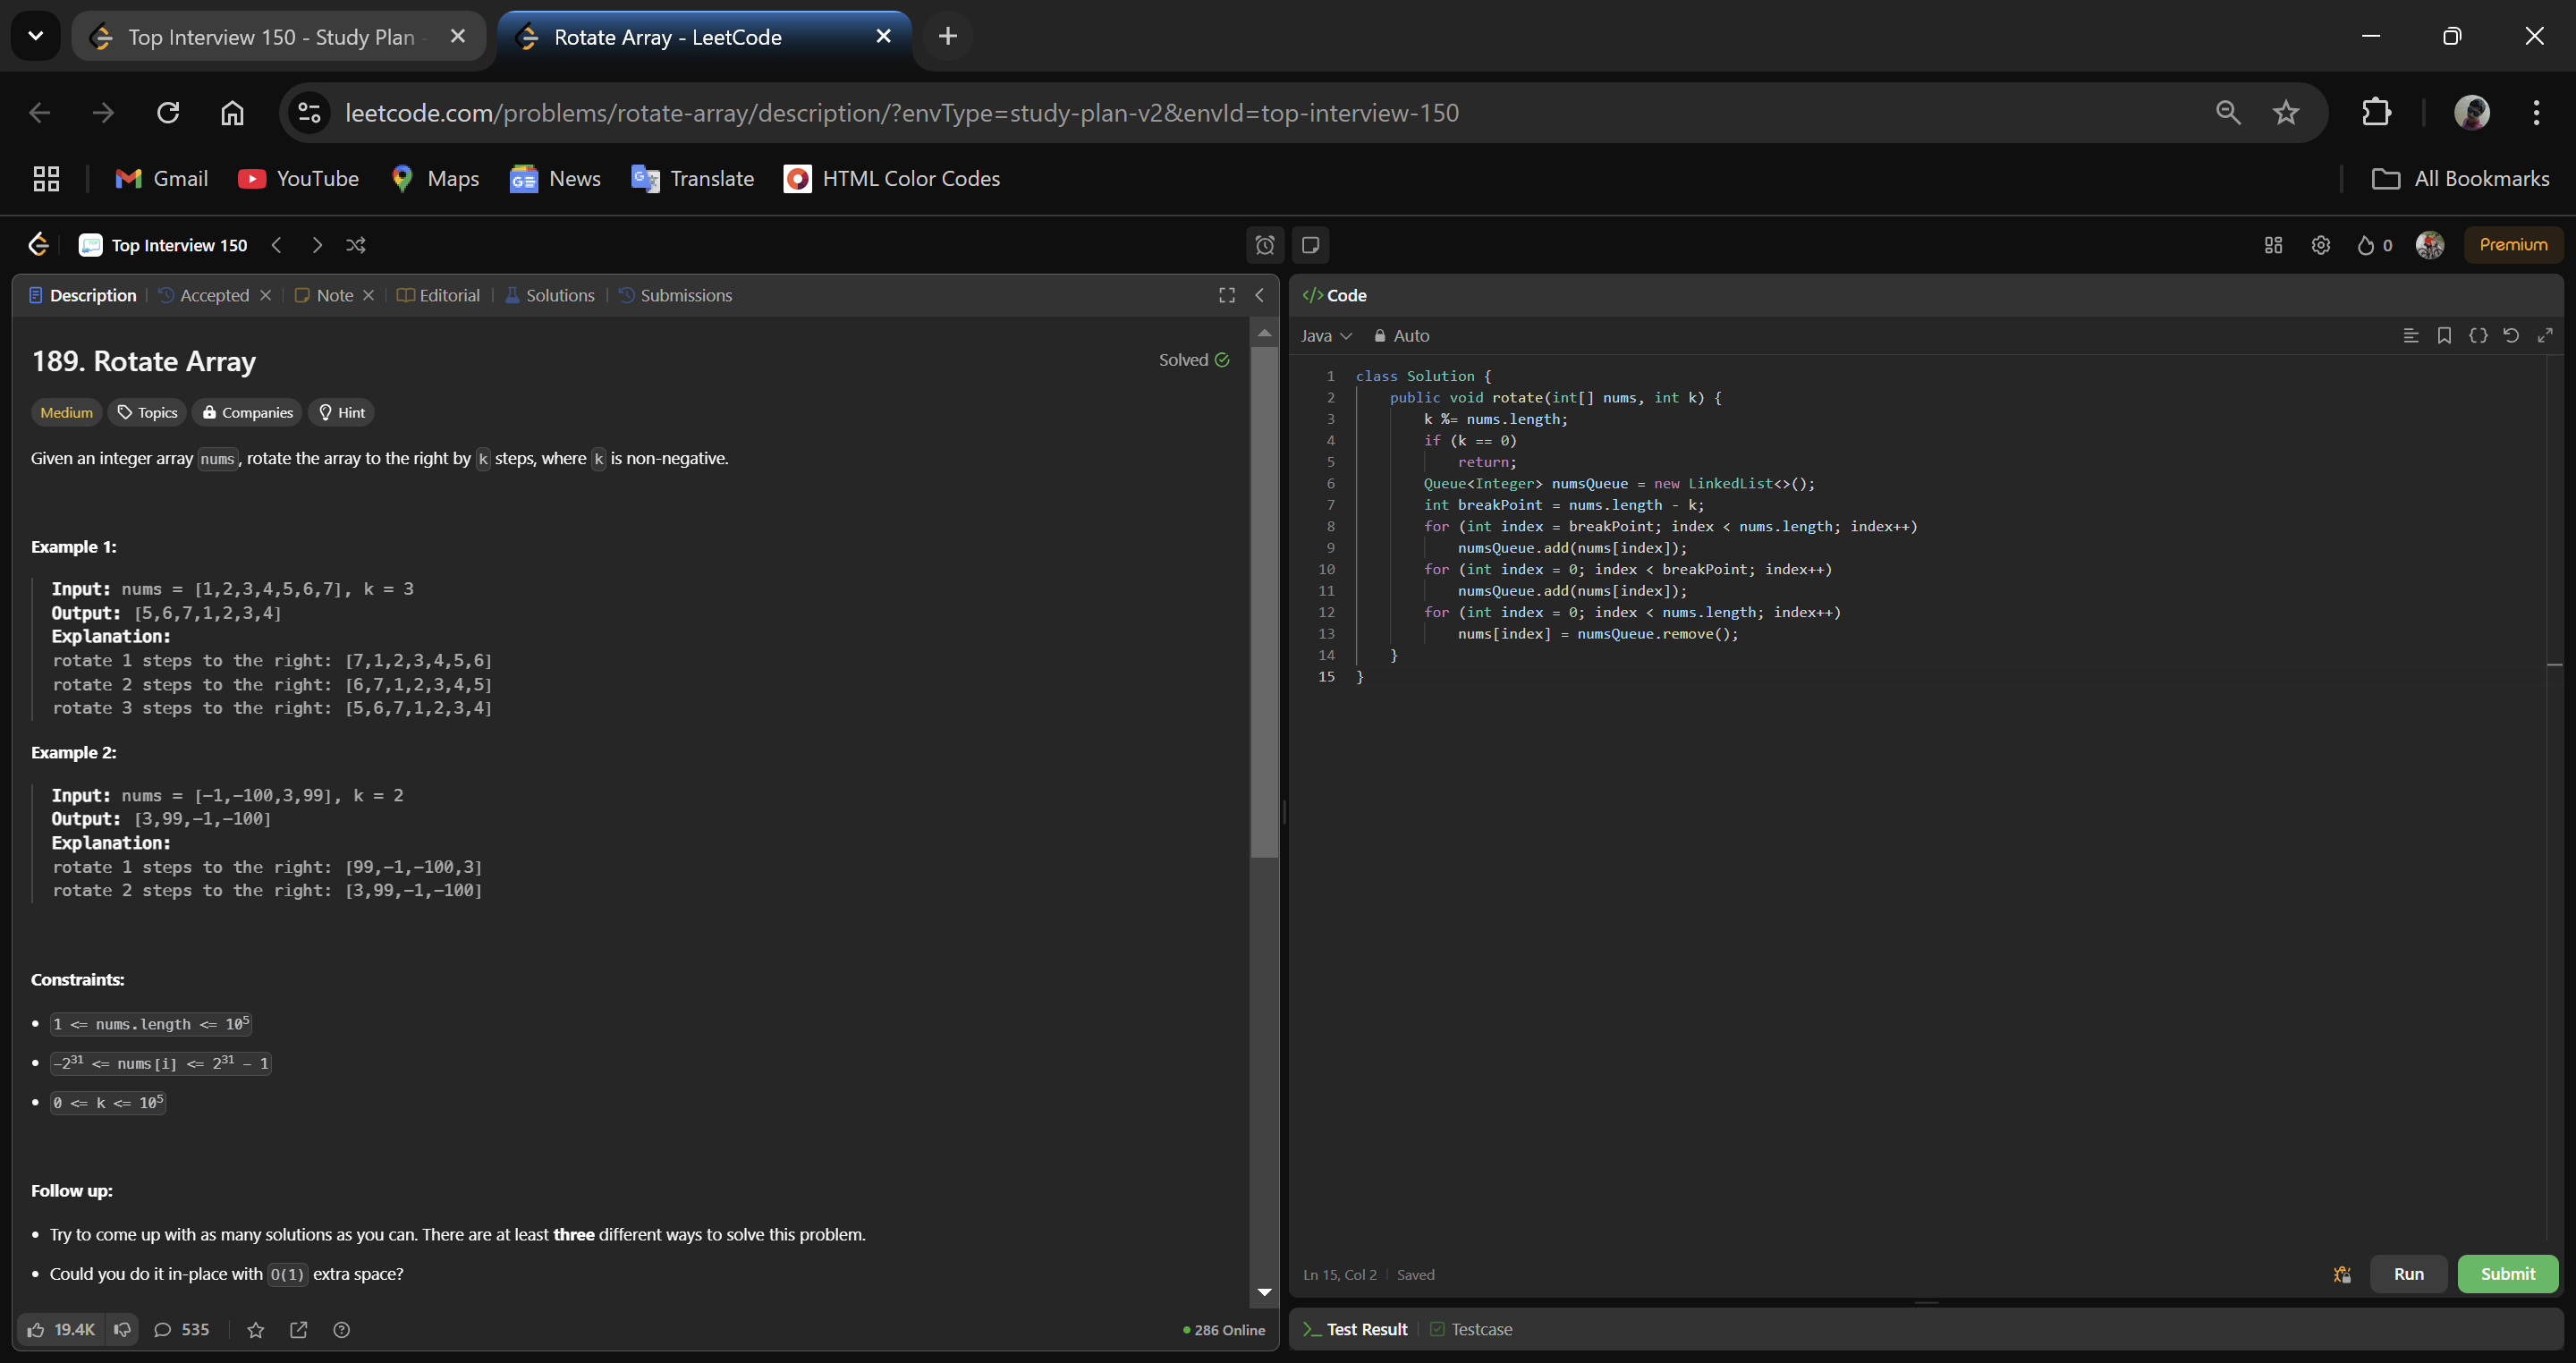 Top Interview 150 - Study Plan -
Rotate Array - LeetCode
leetcode.com/problems/rotate-array/description/?envType=study-plan-v2&envId=top-interview-150
Gmail
YouTube
Maps
News
Translate
HTML Color Codes
All Bookmarks
Top Interview 150
0
Premium
Description
Accepted
Note
Editorial
Solutions
Submissions
189. Rotate Array
Solved
Medium
Topics
Companies
Hint
Given an integer array nums, rotate the array to the right by k steps, where k is non-negative.
Example 1:
Input: nums = [1,2,3,4,5,6,7], k = 3
Output: [5,6,7,1,2,3,4]
Explanation:
rotate 1 steps to the right: [7,1,2,3,4,5,6]
rotate 2 steps to the right: [6,7,1,2,3,4,5]
rotate 3 steps to the right: [5,6,7,1,2,3,4]
Example 2:
Input: nums = [-1,-100,3,99], k = 2
Output: [3,99,-1,-100]
Explanation:
rotate 1 steps to the right: [99,-1,-100,3]
rotate 2 steps to the right: [3,99,-1,-100]
Constraints:
• 1 <= nums.length <= 10⁵
• -2³¹ <= nums[i] <= 2³¹ - 1
• 0 <= k <= 10⁵
Follow up:
• Try to come up with as many solutions as you can. There are at least three different ways to solve this problem.
• Could you do it in-place with O(1) extra space?
19.4K
535
286 Online
</> Code
Java
Auto
1 class Solution {
2 public void rotate(int[] nums, int k) {
3 k %= nums.length;
4 if (k == 0)
5 return;
6 Queue<Integer> numsQueue = new LinkedList<>();
7 int breakPoint = nums.length - k;
8 for (int index = breakPoint; index < nums.length; index++)
9 numsQueue.add(nums[index]);
10 for (int index = 0; index < breakPoint; index++)
11 numsQueue.add(nums[index]);
12 for (int index = 0; index < nums.length; index++)
13 nums[index] = numsQueue.remove();
14 }
15 }
Ln 15, Col 2
Saved
Run
Submit
Test Result
Testcase